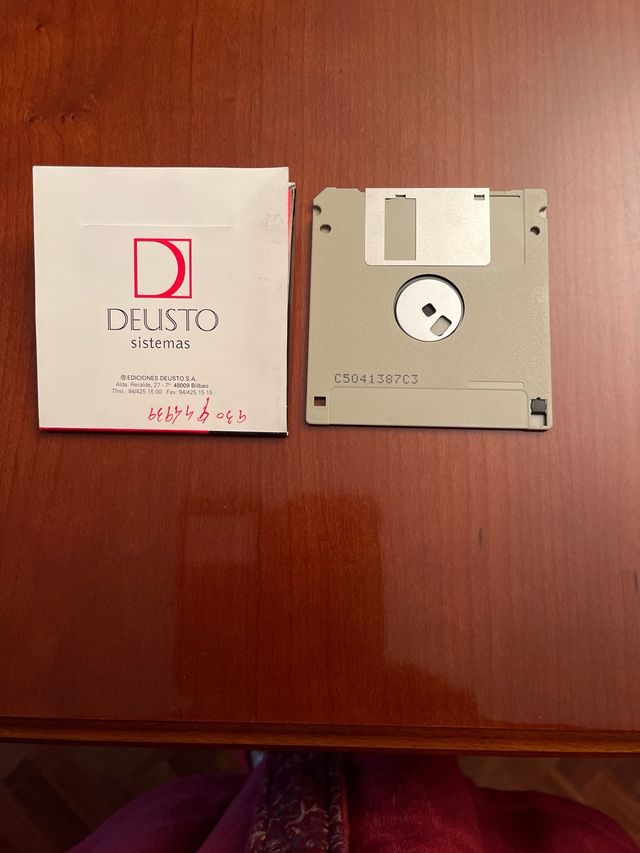 DEUSTO
sistemas
® EDICIONES DEUSTO S.A.
Alda. Recalde, 27 - 7º 48009 Bilbao
Tfno.: 94/425 15 00 Fax: 94/425 15 15
C5041387C3